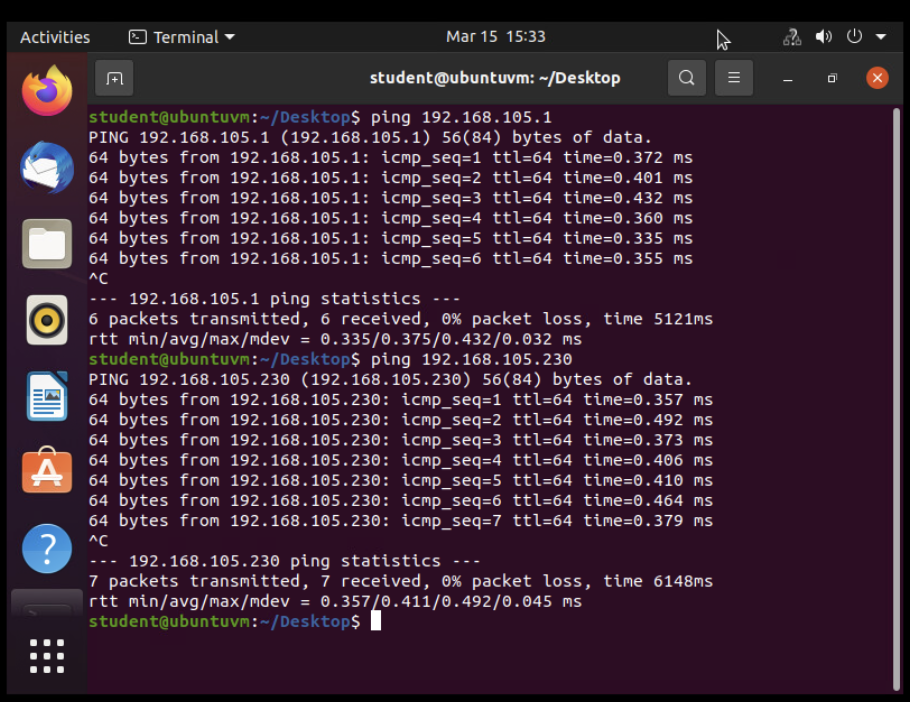 Activities
Terminal
Mar 15 15:33
student@ubuntuvm: ~/Desktop
student@ubuntuvm:~/Desktop$ ping 192.168.105.1
PING 192.168.105.1 (192.168.105.1) 56(84) bytes of data.
64 bytes from 192.168.105.1: icmp_seq=1 ttl=64 time=0.372 ms
64 bytes from 192.168.105.1: icmp_seq=2 ttl=64 time=0.401 ms
64 bytes from 192.168.105.1: icmp_seq=3 ttl=64 time=0.432 ms
64 bytes from 192.168.105.1: icmp_seq=4 ttl=64 time=0.360 ms
64 bytes from 192.168.105.1: icmp_seq=5 ttl=64 time=0.335 ms
64 bytes from 192.168.105.1: icmp_seq=6 ttl=64 time=0.355 ms
^C
--- 192.168.105.1 ping statistics ---
6 packets transmitted, 6 received, 0% packet loss, time 5121ms
rtt min/avg/max/mdev = 0.335/0.375/0.432/0.032 ms
student@ubuntuvm:~/Desktop$ ping 192.168.105.230
PING 192.168.105.230 (192.168.105.230) 56(84) bytes of data.
64 bytes from 192.168.105.230: icmp_seq=1 ttl=64 time=0.357 ms
64 bytes from 192.168.105.230: icmp_seq=2 ttl=64 time=0.492 ms
64 bytes from 192.168.105.230: icmp_seq=3 ttl=64 time=0.373 ms
64 bytes from 192.168.105.230: icmp_seq=4 ttl=64 time=0.406 ms
64 bytes from 192.168.105.230: icmp_seq=5 ttl=64 time=0.410 ms
64 bytes from 192.168.105.230: icmp_seq=6 ttl=64 time=0.464 ms
64 bytes from 192.168.105.230: icmp_seq=7 ttl=64 time=0.379 ms
^C
--- 192.168.105.230 ping statistics ---
7 packets transmitted, 7 received, 0% packet loss, time 6148ms
rtt min/avg/max/mdev = 0.357/0.411/0.492/0.045 ms
student@ubuntuvm:~/Desktop$